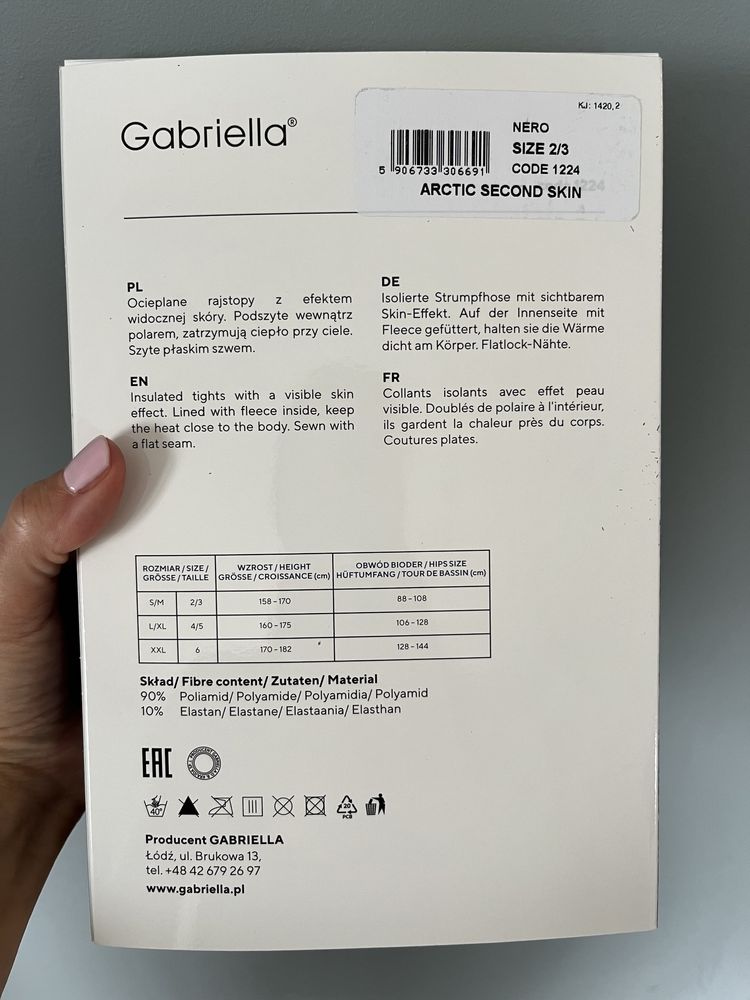 Gabriella®
KJ: 1420,2
NERO
SIZE 2/3
CODE 1224
5 906733 306691
ARCTIC SECOND SKIN
PL
Ocieplane rajstopy z efektem
widocznej skóry. Podszyte wewnątrz
polarem, zatrzymują ciepło przy ciele.
Szyte płaskim szwem.
EN
Insulated tights with a visible skin
effect. Lined with fleece inside, keep
the heat close to the body. Sewn with
a flat seam.
DE
Isolierte Strumpfhose mit sichtbarem
Skin-Effekt. Auf der Innenseite mit
Fleece gefüttert, halten sie die Wärme
dicht am Körper. Flatlock-Nähte.
FR
Collants isolants avec effet peau
visible. Doublés de polaire à l'intérieur,
ils gardent la chaleur près du corps.
Coutures plates.
ROZMIAR / SIZE / WZROST / HEIGHT OBWÓD BIODER / HIPS SIZE
GRÖSSE / TAILLE GRÖSSE / CROISSANCE (cm) HÜFTUMFANG / TOUR DE BASSIN (cm)
S/M 2/3 158-170 88-108
L/XL 4/5 160-175 106-128
XXL 6 170-182 128-144
Skład/ Fibre content/ Zutaten/ Material
90% Poliamid/ Polyamide/ Polyamidia/ Polyamid
10% Elastan/ Elastane/ Elastaania/ Elasthan
EAC
40°
20
PCB
Producent GABRIELLA
Łódź, ul. Brukowa 13,
tel. +48 42 679 26 97
www.gabriella.pl